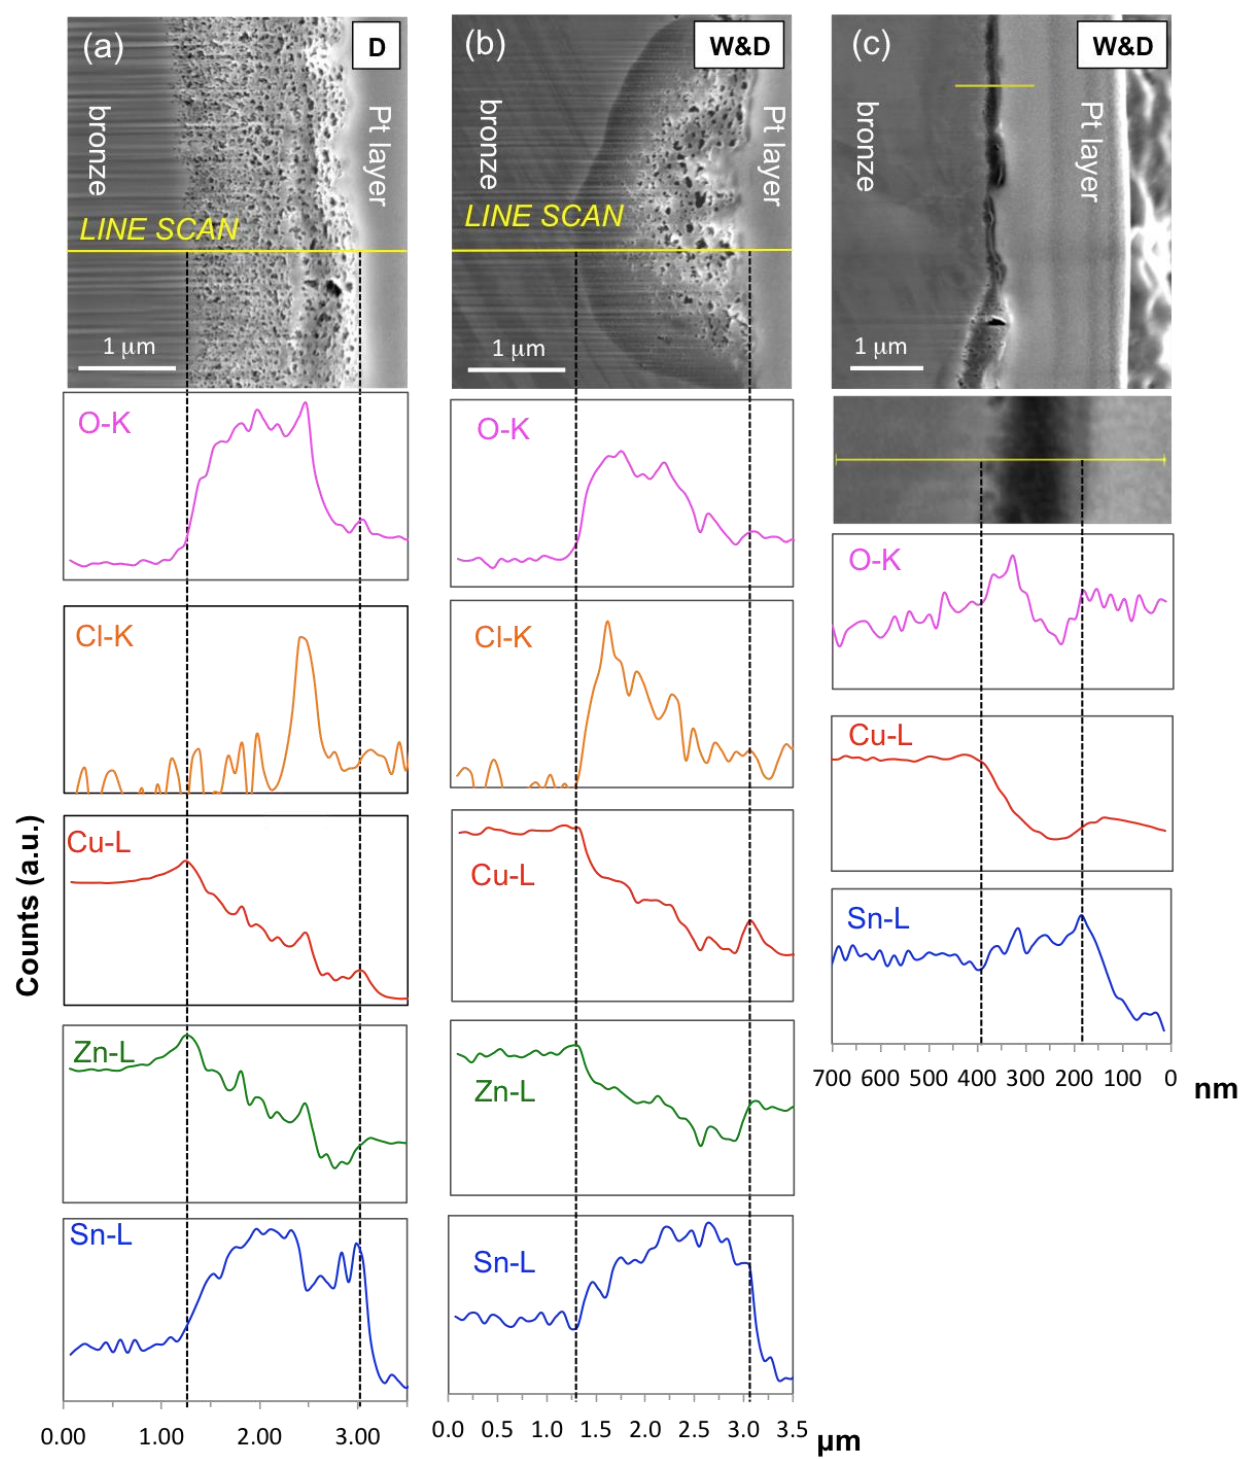 (a)
D
bronze
Pt layer
LINE SCAN
1 μm
(b)
W&D
bronze
Pt layer
LINE SCAN
1 μm
(c)
W&D
bronze
Pt layer
1 μm
Counts (a.u.)
O-K
Cl-K
Cu-L
Zn-L
Sn-L
0.00 1.00 2.00 3.00
O-K
Cl-K
Cu-L
Zn-L
Sn-L
0.0 0.5 1.0 1.5 2.0 2.5 3.0 3.5 μm
O-K
Cu-L
Sn-L
700 600 500 400 300 200 100 0 nm